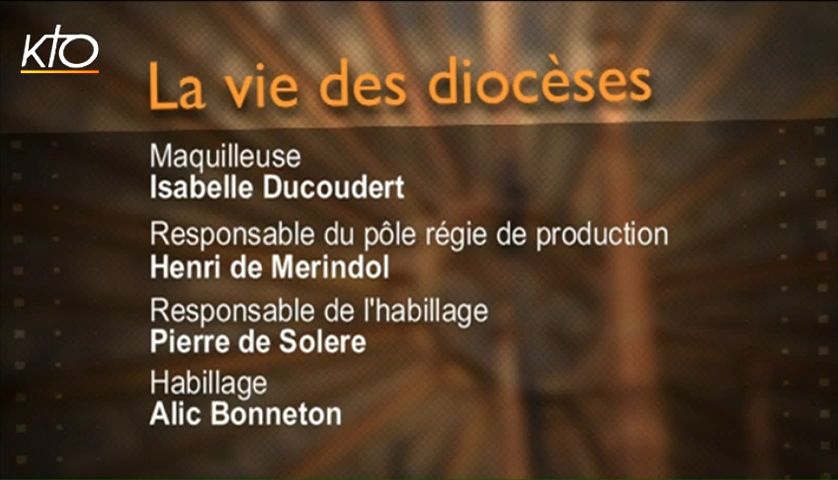 KTO
La vie des diocèses
Maquilleuse
Isabelle Ducoudert
Responsable du pôle régie de production
Henri de Merindol
Responsable de l'habillage
Pierre de Solere
Habillage
Alic Bonneton